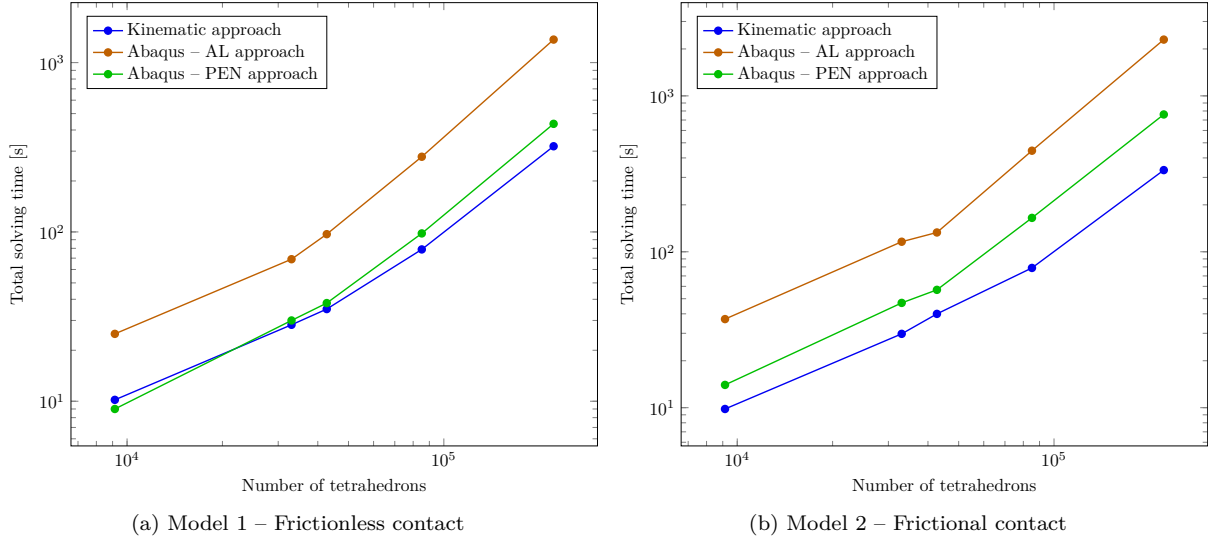 Kinematic approach
Abaqus – AL approach
Abaqus – PEN approach
10^3
10^2
10^1
Total solving time [s]
10^4
10^5
Number of tetrahedrons
(a) Model 1 – Frictionless contact
Kinematic approach
Abaqus – AL approach
Abaqus – PEN approach
10^3
10^2
10^1
Total solving time [s]
10^4
10^5
Number of tetrahedrons
(b) Model 2 – Frictional contact